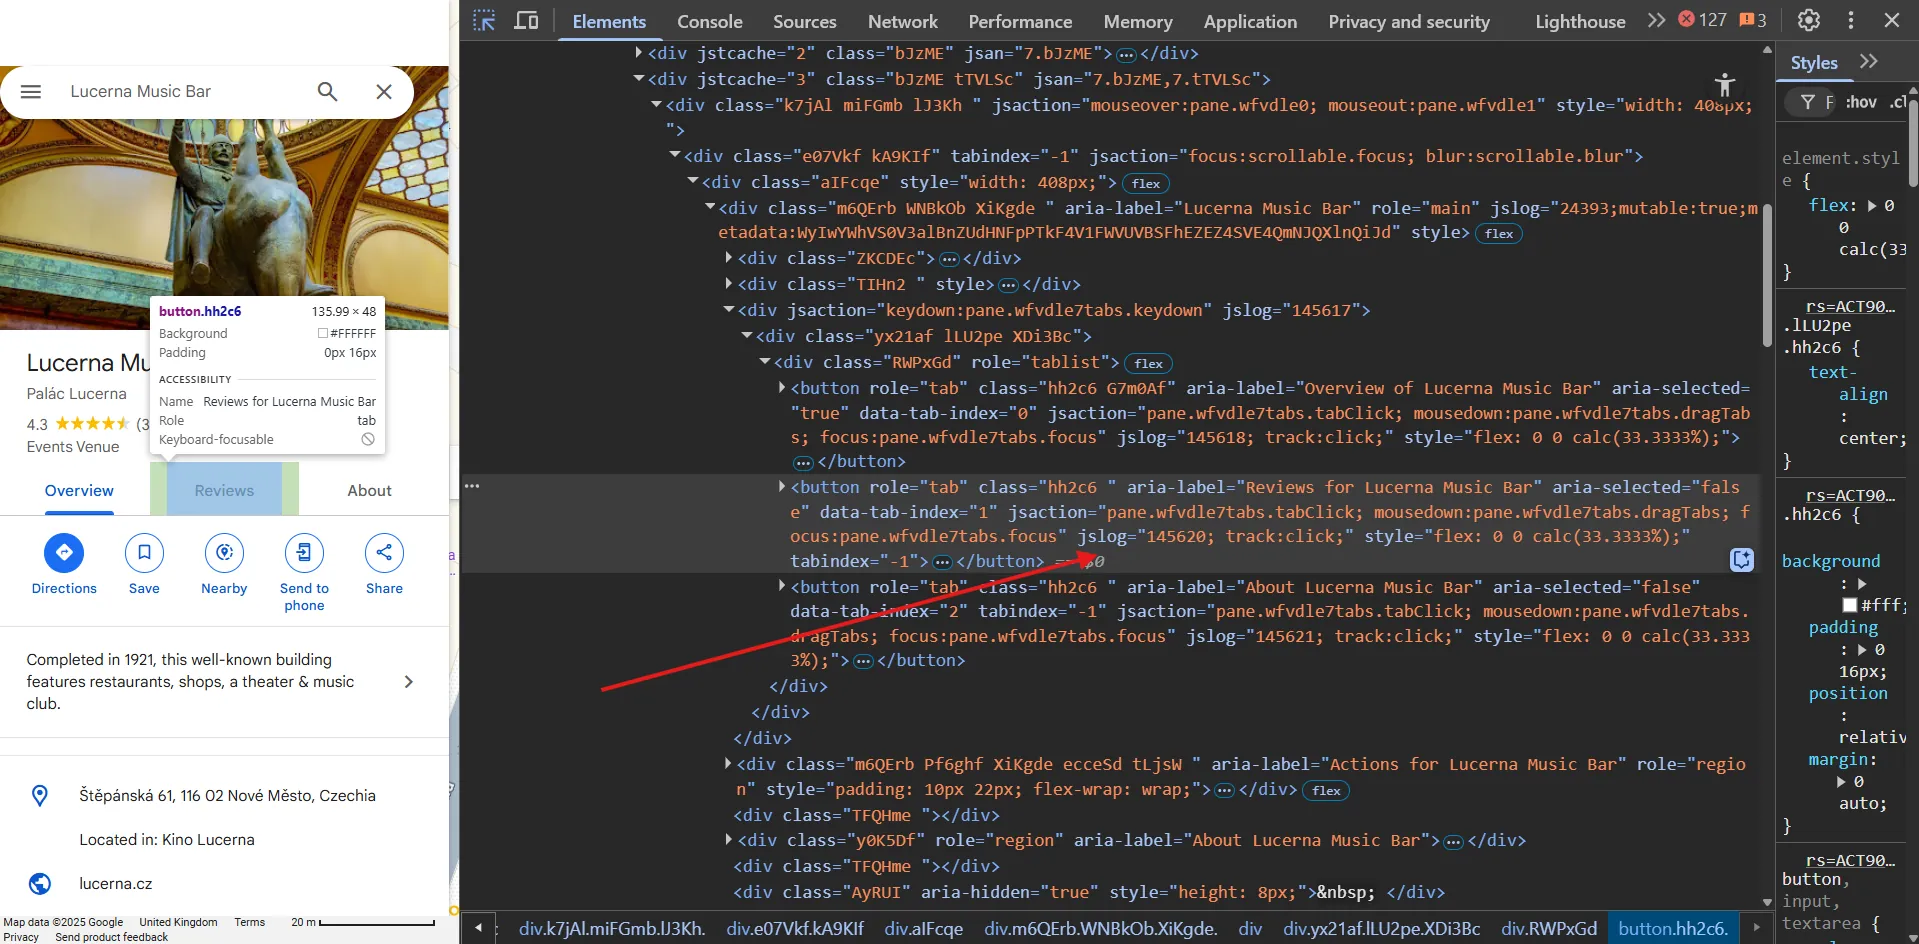 Lucerna Music Bar
Lucerna Mu
Palác Lucerna
4.3
(3
Events Venue
button.hh2c6 135.99 × 48
Background #FFFFFF
Padding 0px 16px
ACCESSIBILITY
Name Reviews for Lucerna Music Bar
Role tab
Keyboard-focusable
Overview Reviews About
Directions Save Nearby Send to phone Share
Completed in 1921, this well-known building
features restaurants, shops, a theater & music
club.
Štěpánská 61, 116 02 Nové Město, Czechia
Located in: Kino Lucerna
lucerna.cz
Map data ©2025 Google United Kingdom Terms 20 m
Privacy Send product feedback
Elements Console Sources Network Performance Memory Application Privacy and security Lighthouse 127 3
<div jstcache="2" class="bJzME" jsan="7.bJzME">…</div>
<div jstcache="3" class="bJzME tTVLSc" jsan="7.bJzME,7.tTVLSc">
<div class="k7jAl miFGmb lJ3Kh " jsaction="mouseover:pane.wfvdle0; mouseout:pane.wfvdle1" style="width: 408px;
">
<div class="e07Vkf kA9KIf" tabindex="-1" jsaction="focus:scrollable.focus; blur:scrollable.blur">
<div class="aIFcqe" style="width: 408px;"> flex
<div class="m6QErb WNBkOb XiKgde " aria-label="Lucerna Music Bar" role="main" jslog="24393;mutable:true;m
etadata:WyIwYWhVS0V3alBnZUdHNFpPTkF4V1FWVUVBSFhEZEZ4SVE4QmNJQXlnQiJd" style> flex
<div class="ZKCDEc">…</div>
<div class="TIHn2 " style>…</div>
<div jsaction="keydown:pane.wfvdle7tabs.keydown" jslog="145617">
<div class="yx21af lLU2pe XDi3Bc">
<div class="RWPxGd" role="tablist"> flex
<button role="tab" class="hh2c6 G7m0Af" aria-label="Overview of Lucerna Music Bar" aria-selected=
"true" data-tab-index="0" jsaction="pane.wfvdle7tabs.tabClick; mousedown:pane.wfvdle7tabs.dragTab
s; focus:pane.wfvdle7tabs.focus" jslog="145618; track:click;" style="flex: 0 0 calc(33.3333%);">
…</button>
<button role="tab" class="hh2c6 " aria-label="Reviews for Lucerna Music Bar" aria-selected="fals
e" data-tab-index="1" jsaction="pane.wfvdle7tabs.tabClick; mousedown:pane.wfvdle7tabs.dragTabs; f
ocus:pane.wfvdle7tabs.focus" jslog="145620; track:click;" style="flex: 0 0 calc(33.3333%);"
tabindex="-1">…</button> == $0
<button role="tab" class="hh2c6 " aria-label="About Lucerna Music Bar" aria-selected="false"
data-tab-index="2" tabindex="-1" jsaction="pane.wfvdle7tabs.tabClick; mousedown:pane.wfvdle7tabs.
dragTabs; focus:pane.wfvdle7tabs.focus" jslog="145621; track:click;" style="flex: 0 0 calc(33.333
3%);">…</button>
</div>
</div>
</div>
<div class="m6QErb Pf6ghf XiKgde ecceSd tLjsW " aria-label="Actions for Lucerna Music Bar" role="regio
n" style="padding: 10px 22px; flex-wrap: wrap;">…</div> flex
<div class="TFQHme "></div>
<div class="y0K5Df" role="region" aria-label="About Lucerna Music Bar">…</div>
<div class="TFQHme "></div>
<div class="AyRUI" aria-hidden="true" style="height: 8px;">&nbsp; </div>
div.k7jAl.miFGmb.lJ3Kh. div.e07Vkf.kA9KIf div.aIFcqe div.m6QErb.WNBkOb.XiKgde. div div.yx21af.lLU2pe.XDi3Bc div.RWPxGd button.hh2c6.
Styles
F :hov .cl
element.styl
e {
flex: 0
0
calc(33
}
rs=ACT90…
.lLU2pe
.hh2c6 {
text-
align
:
center;
}
rs=ACT90…
.hh2c6 {
background
:
#fff;
padding
: 0
16px;
position
:
relativ
margin:
0
auto;
}
rs=ACT90…
button,
input,
textarea {